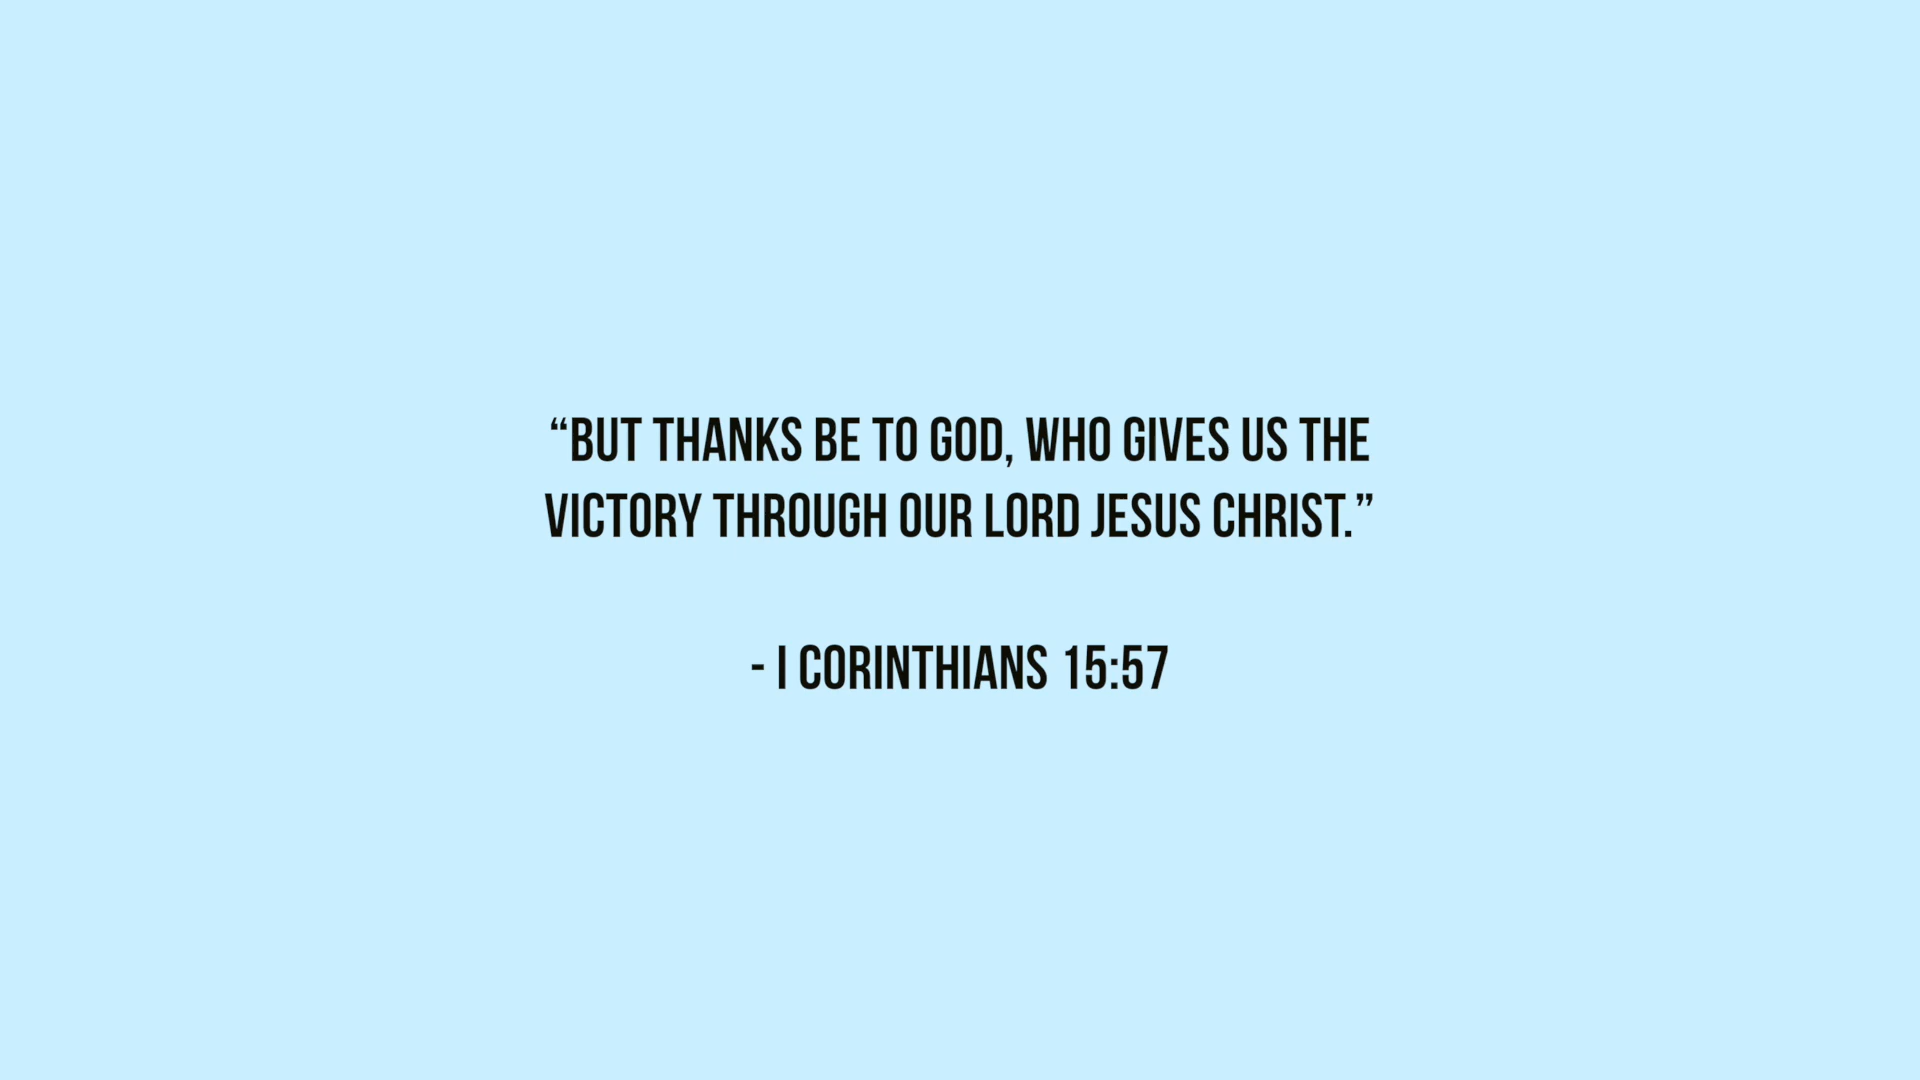 “BUT THANKS BE TO GOD, WHO GIVES US THE
VICTORY THROUGH OUR LORD JESUS CHRIST.”
- I CORINTHIANS 15:57